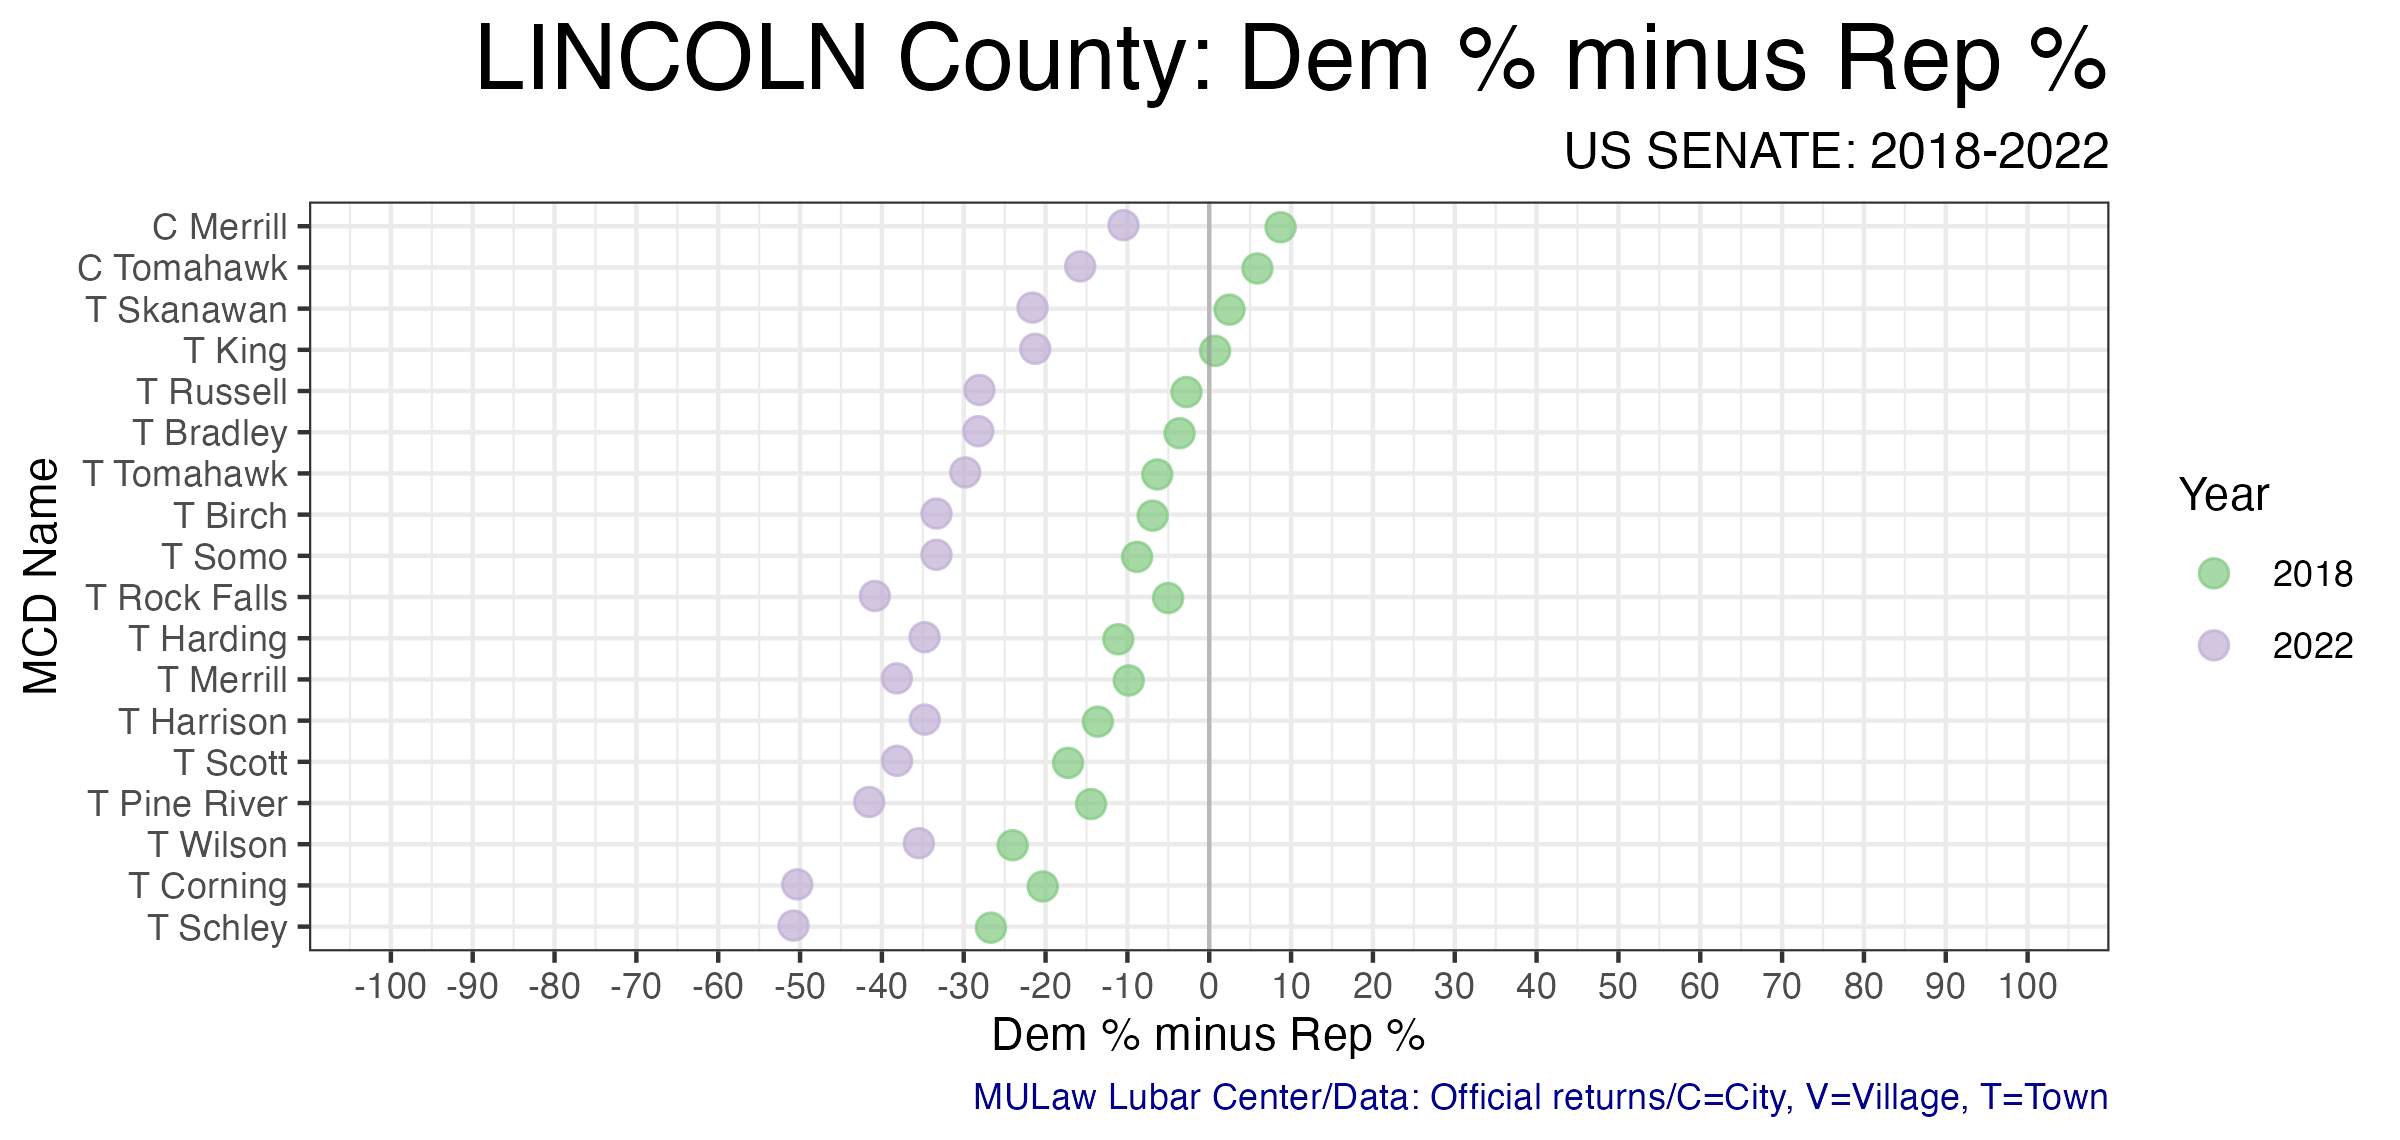 LINCOLN County: Dem % minus Rep %
US SENATE: 2018-2022
MCD Name
C Merrill
C Tomahawk
T Skanawan
T King
T Russell
T Bradley
T Tomahawk
T Birch
T Somo
T Rock Falls
T Harding
T Merrill
T Harrison
T Scott
T Pine River
T Wilson
T Corning
T Schley
-100 -90 -80 -70 -60 -50 -40 -30 -20 -10 0 10 20 30 40 50 60 70 80 90 100
Dem % minus Rep %
Year
2018
2022
MULaw Lubar Center/Data: Official returns/C=City, V=Village, T=Town